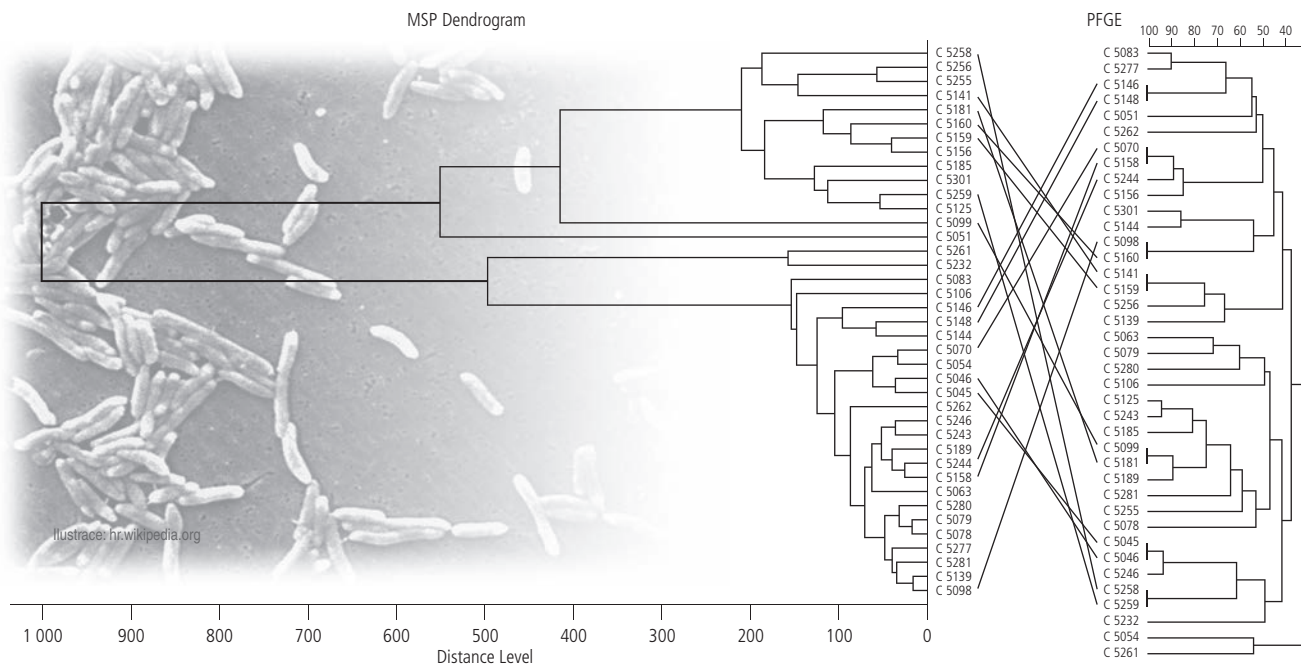 MSP Dendrogram
PFGE
100 90 80 70 60 50 40
C 5258
C 5256
C 5255
C 5141
C 5181
C 5160
C 5159
C 5156
C 5185
C 5301
C 5259
C 5125
C 5099
C 5051
C 5261
C 5232
C 5083
C 5106
C 5146
C 5148
C 5144
C 5070
C 5054
C 5046
C 5045
C 5262
C 5246
C 5243
C 5189
C 5244
C 5158
C 5063
C 5280
C 5079
C 5078
C 5277
C 5281
C 5139
C 5098
C 5083
C 5277
C 5146
C 5148
C 5051
C 5262
C 5070
C 5158
C 5244
C 5156
C 5301
C 5144
C 5098
C 5160
C 5141
C 5159
C 5256
C 5139
C 5063
C 5079
C 5280
C 5106
C 5125
C 5243
C 5185
C 5099
C 5181
C 5189
C 5281
C 5255
C 5078
C 5045
C 5046
C 5246
C 5258
C 5259
C 5232
C 5054
C 5261
Ilustrace: hr.wikipedia.org
1 000 900 800 700 600 500 400 300 200 100 0
Distance Level